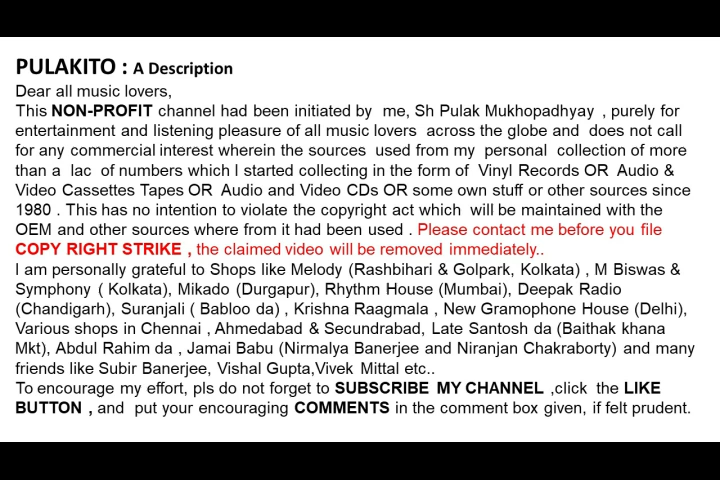 PULAKITO : A Description
Dear all music lovers,
This NON-PROFIT channel had been initiated by me, Sh Pulak Mukhopadhyay , purely for
entertainment and listening pleasure of all music lovers across the globe and does not call
for any commercial interest wherein the sources used from my personal collection of more
than a lac of numbers which I started collecting in the form of Vinyl Records OR Audio &
Video Cassettes Tapes OR Audio and Video CDs OR some own stuff or other sources since
1980 . This has no intention to violate the copyright act which will be maintained with the
OEM and other sources where from it had been used . Please contact me before you file
COPY RIGHT STRIKE , the claimed video will be removed immediately..
I am personally grateful to Shops like Melody (Rashbihari & Golpark, Kolkata) , M Biswas &
Symphony ( Kolkata), Mikado (Durgapur), Rhythm House (Mumbai), Deepak Radio
(Chandigarh), Suranjali ( Babloo da) , Krishna Raagmala , New Gramophone House (Delhi),
Various shops in Chennai , Ahmedabad & Secundrabad, Late Santosh da (Baithak khana
Mkt), Abdul Rahim da , Jamai Babu (Nirmalya Banerjee and Niranjan Chakraborty) and many
friends like Subir Banerjee, Vishal Gupta,Vivek Mittal etc..
To encourage my effort, pls do not forget to SUBSCRIBE MY CHANNEL ,click the LIKE
BUTTON , and put your encouraging COMMENTS in the comment box given, if felt prudent.